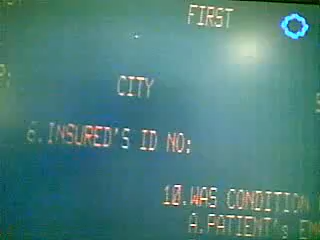 FIRST
CITY
6.INSURED'S ID NO:
10.WAS CONDITION
A.PATIENT's